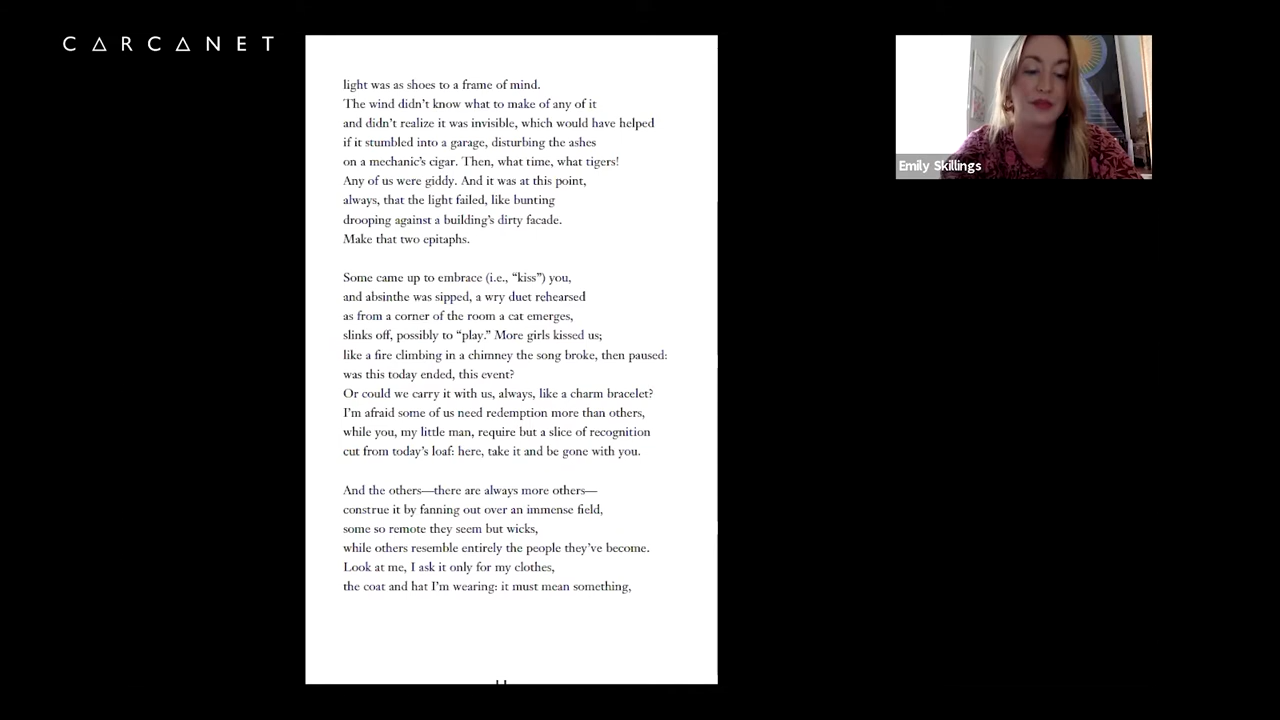 CARCANET
light was as shoes to a frame of mind.
The wind didn’t know what to make of any of it
and didn’t realize it was invisible, which would have helped
if it stumbled into a garage, disturbing the ashes
on a mechanic’s cigar. Then, what time, what tigers!
Any of us were giddy. And it was at this point,
always, that the light failed, like bunting
drooping against a building’s dirty facade.
Make that two epitaphs.
Some came up to embrace (i.e., “kiss”) you,
and absinthe was sipped, a wry duet rehearsed
as from a corner of the room a cat emerges,
slinks off, possibly to “play.” More girls kissed us;
like a fire climbing in a chimney the song broke, then paused:
was this today ended, this event?
Or could we carry it with us, always, like a charm bracelet?
I’m afraid some of us need redemption more than others,
while you, my little man, require but a slice of recognition
cut from today’s loaf: here, take it and be gone with you.
And the others—there are always more others—
construe it by fanning out over an immense field,
some so remote they seem but wicks,
while others resemble entirely the people they’ve become.
Look at me, I ask it only for my clothes,
the coat and hat I’m wearing: it must mean something,
Emily Skillings